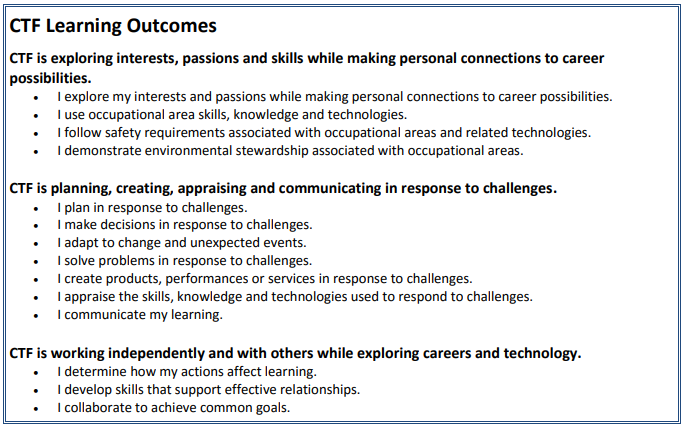 CTF Learning Outcomes
CTF is exploring interests, passions and skills while making personal connections to career
possibilities.
• I explore my interests and passions while making personal connections to career possibilities.
• I use occupational area skills, knowledge and technologies.
• I follow safety requirements associated with occupational areas and related technologies.
• I demonstrate environmental stewardship associated with occupational areas.
CTF is planning, creating, appraising and communicating in response to challenges.
• I plan in response to challenges.
• I make decisions in response to challenges.
• I adapt to change and unexpected events.
• I solve problems in response to challenges.
• I create products, performances or services in response to challenges.
• I appraise the skills, knowledge and technologies used to respond to challenges.
• I communicate my learning.
CTF is working independently and with others while exploring careers and technology.
• I determine how my actions affect learning.
• I develop skills that support effective relationships.
• I collaborate to achieve common goals.